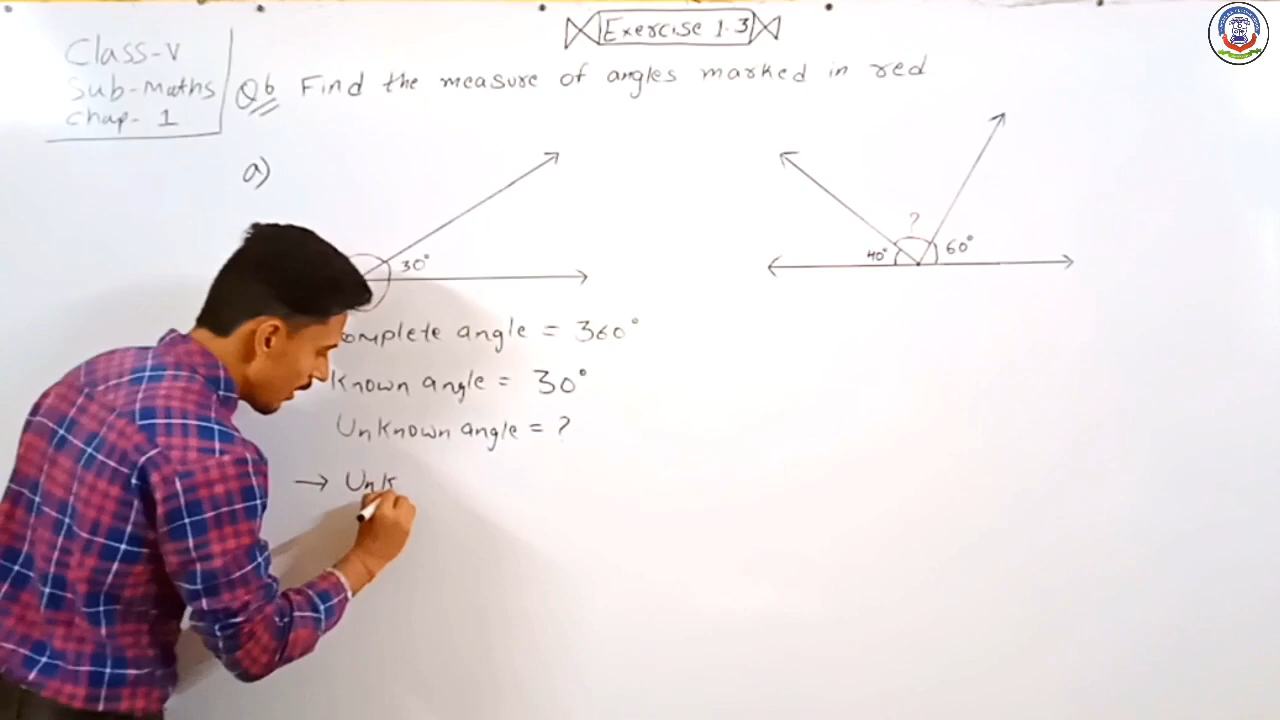 Exercise 1.3
Class-V
Sub-Maths
Chap- 1
Q6 Find the measure of angles marked in red
a)
30°
?
40°
60°
complete angle = 360°
Known angle = 30°
Unknown angle = ?
→ Unk